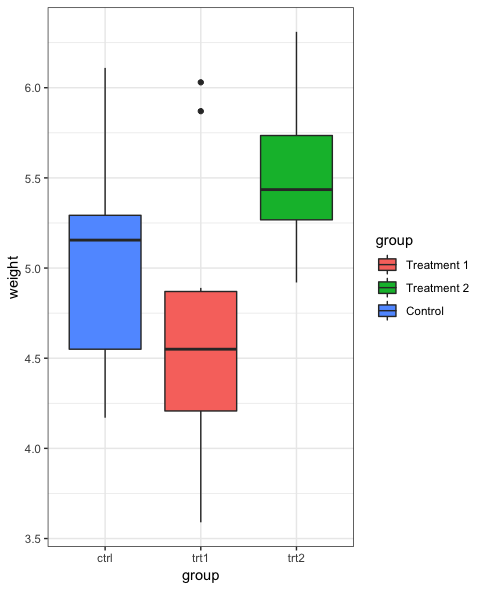 weight
6.0
5.5
5.0
4.5
4.0
3.5
ctrl
trt1
trt2
group
group
Treatment 1
Treatment 2
Control